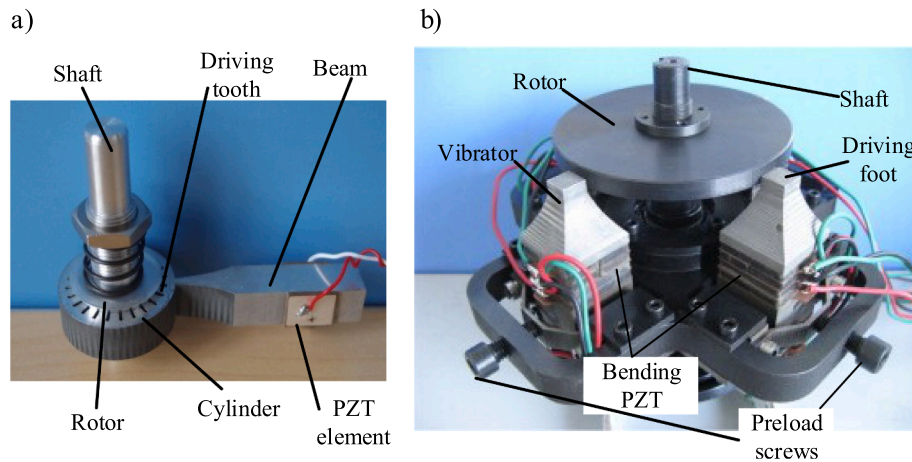 a)
Shaft
Driving
tooth
Beam
Rotor
Cylinder
PZT
element
b)
Rotor
Shaft
Vibrator
Driving
foot
Bending
PZT
Preload
screws